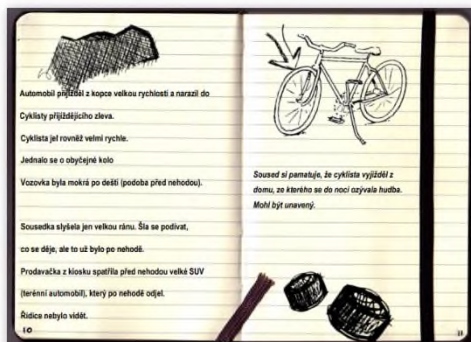 Automobil přijížděl z kopce velkou rychlostí a narazil do
Cyklisty přijíždějícího zleva.
Cyklista jel rovněž velmi rychle.
Jednalo se o obyčejné kolo
Vozovka byla mokrá po dešti (podoba před nehodou).
Sousedka slyšela jen velkou ránu. Šla se podívat,
co se děje, ale to už bylo po nehodě.
Prodavačka z kiosku spatřila před nehodou velké SUV
(terénní automobil), který po nehodě odjel.
Řidiče nebylo vidět.
10
Soused si pamatuje, že cyklista vyjížděl z
domu, ze kterého se do noci ozývala hudba.
Mohl být unavený.
11